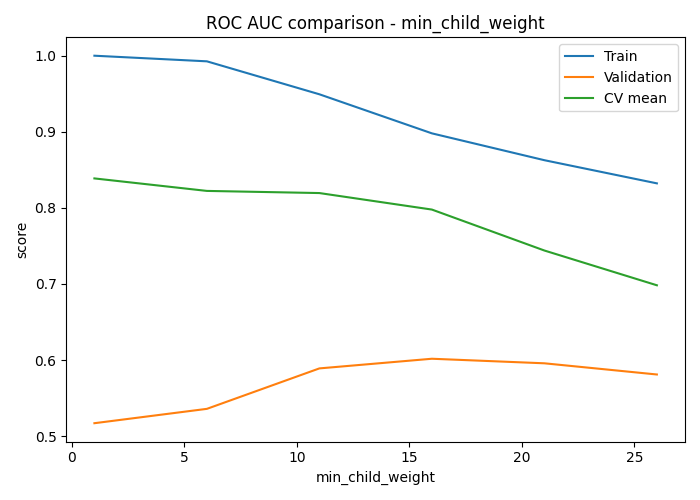 ROC AUC comparison - min_child_weight
Train
Validation
CV mean
score
1.0
0.9
0.8
0.7
0.6
0.5
0 5 10 15 20 25
min_child_weight